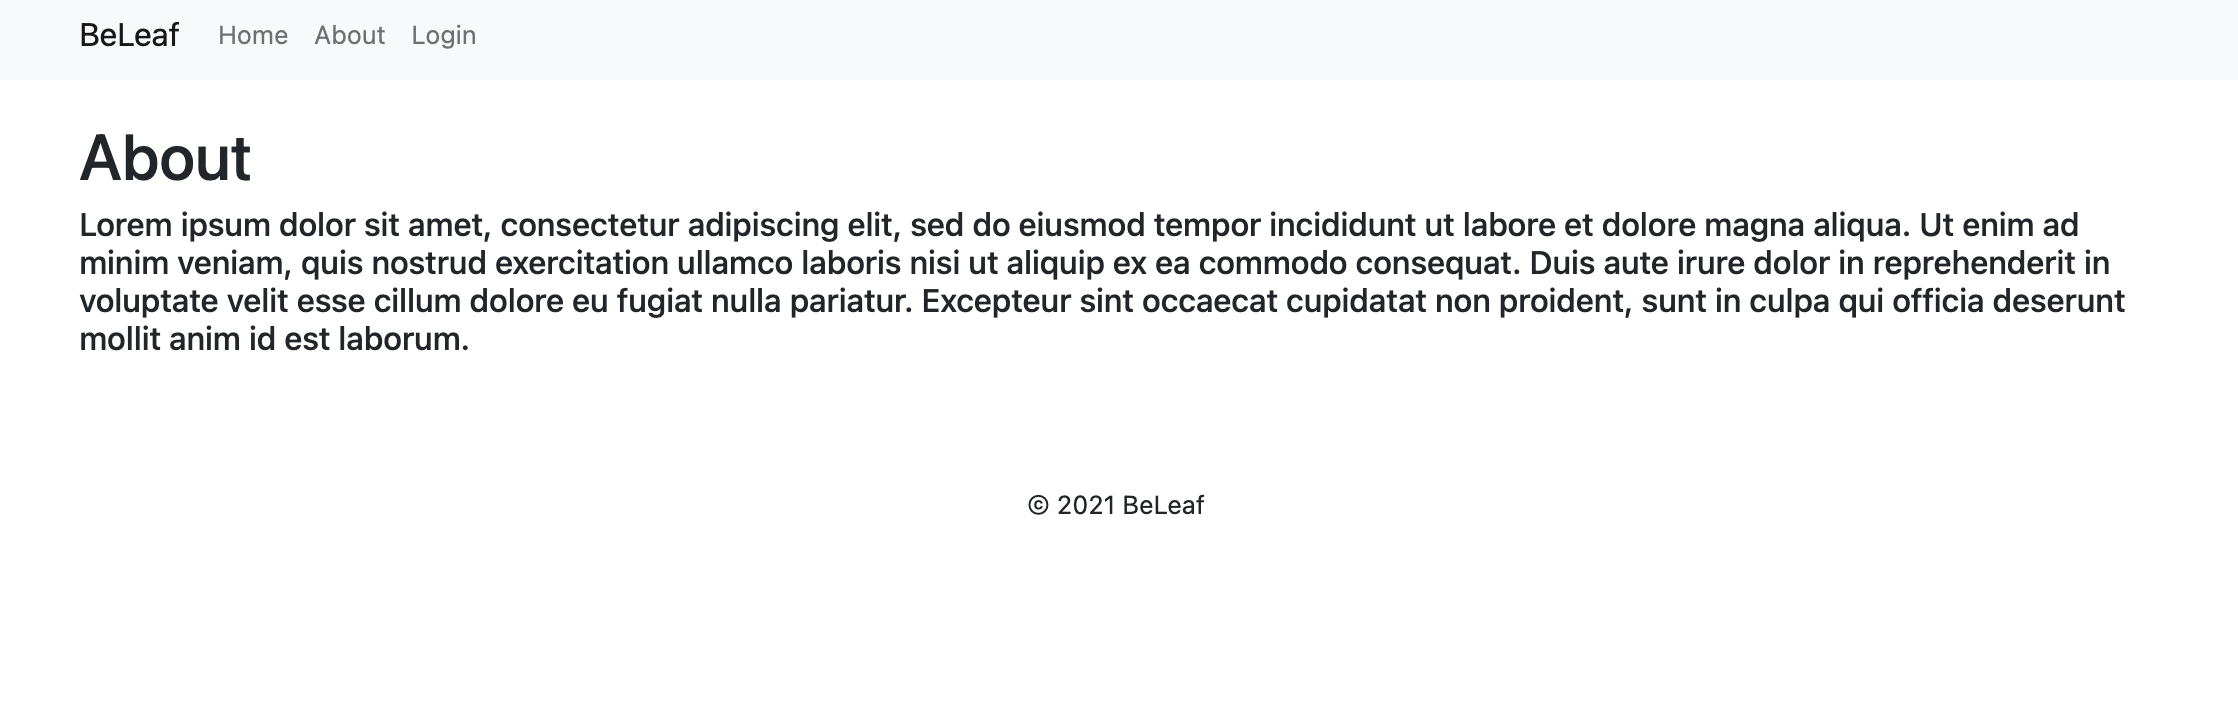 BeLeaf Home About Login
About
Lorem ipsum dolor sit amet, consectetur adipiscing elit, sed do eiusmod tempor incididunt ut labore et dolore magna aliqua. Ut enim ad
minim veniam, quis nostrud exercitation ullamco laboris nisi ut aliquip ex ea commodo consequat. Duis aute irure dolor in reprehenderit in
voluptate velit esse cillum dolore eu fugiat nulla pariatur. Excepteur sint occaecat cupidatat non proident, sunt in culpa qui officia deserunt
mollit anim id est laborum.
© 2021 BeLeaf